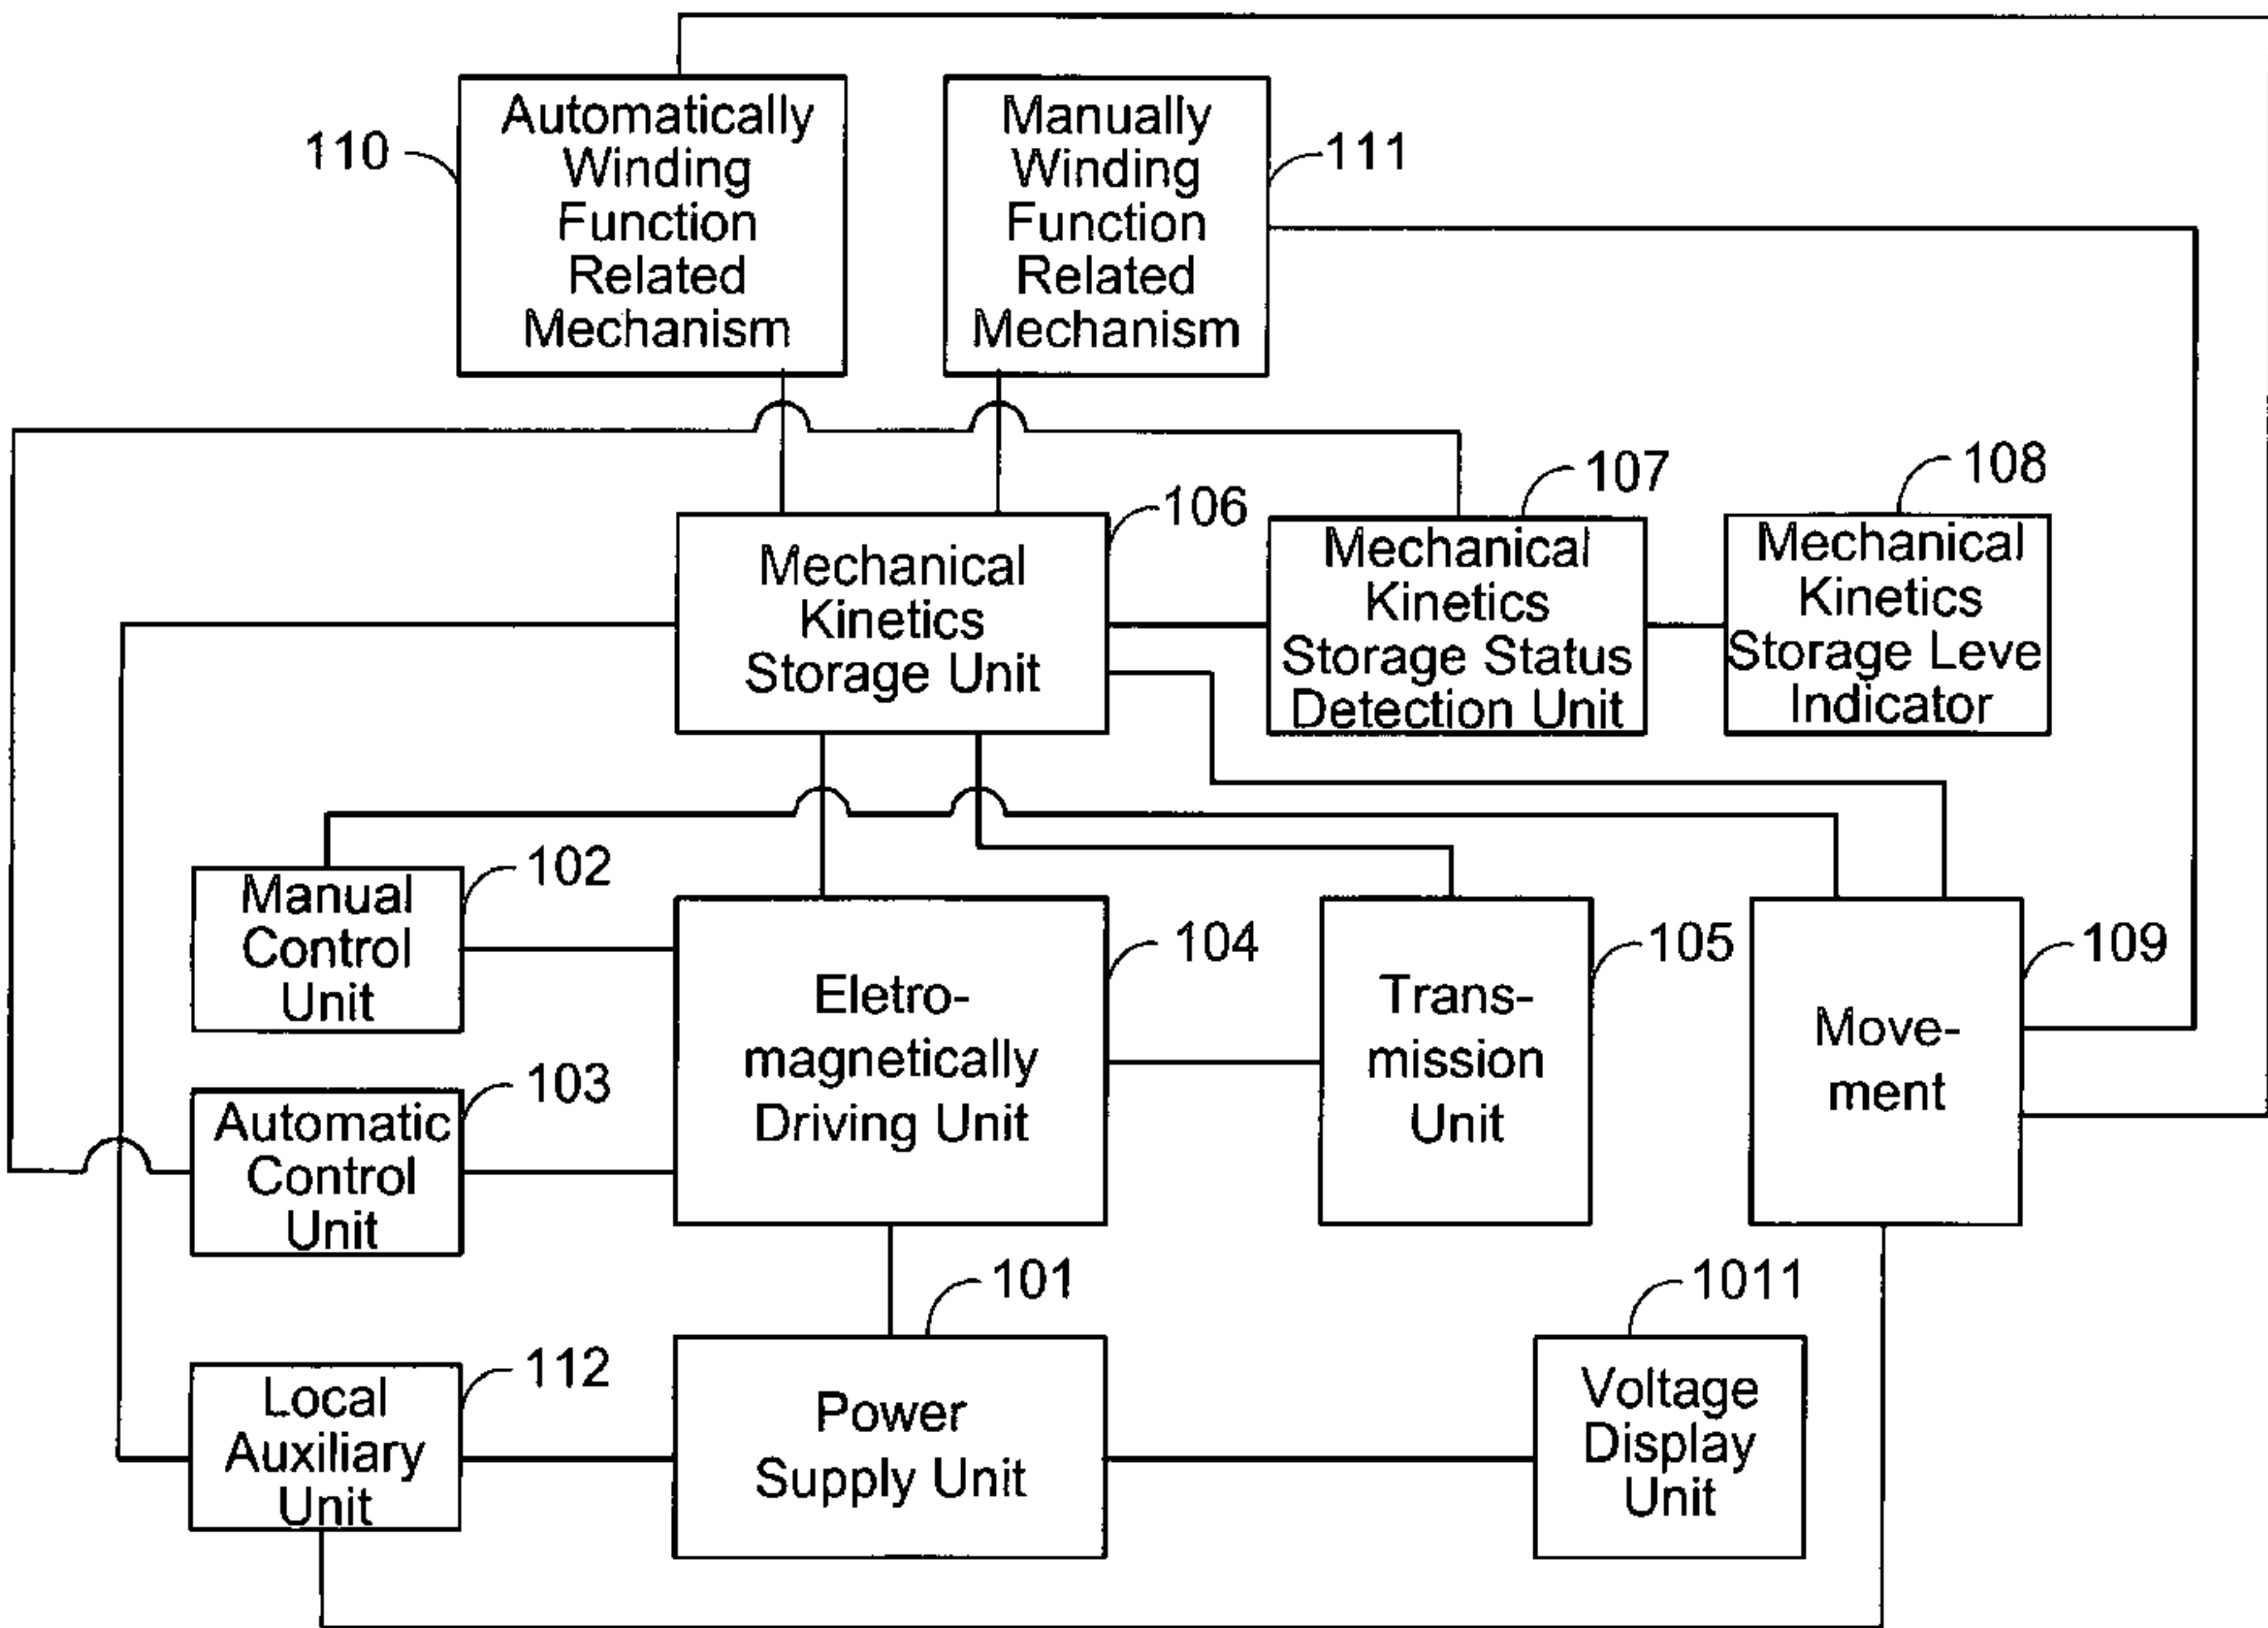 110
Automatically
Winding
Function
Related
Mechanism
Manually
Winding
Function
Related
Mechanism
111
106
Mechanical
Kinetics
Storage Unit
107
Mechanical
Kinetics
Storage Status
Detection Unit
108
Mechanical
Kinetics
Storage Leve
Indicator
102
Manual
Control
Unit
103
Automatic
Control
Unit
104
Eletro-
magnetically
Driving Unit
105
Trans-
mission
Unit
109
Move-
ment
112
Local
Auxiliary
Unit
101
Power
Supply Unit
1011
Voltage
Display
Unit